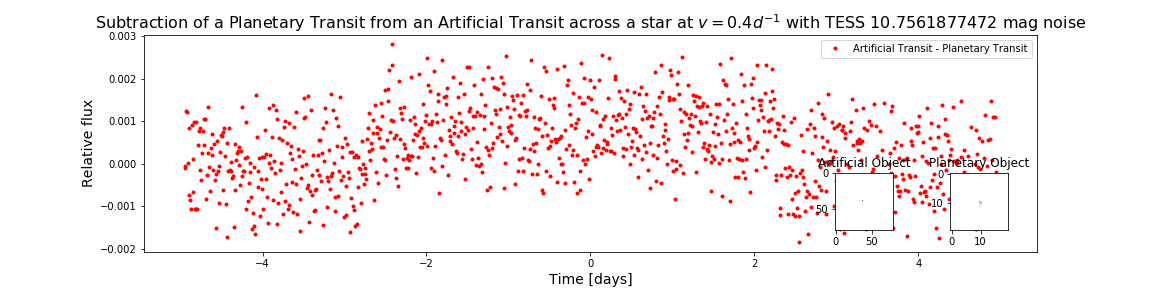 Subtraction of a Planetary Transit from an Artificial Transit across a star at v = 0.4d⁻¹ with TESS 10.7561877472 mag noise
Artificial Transit - Planetary Transit
Relative flux
0.003
0.002
0.001
0.000
−0.001
−0.002
Artificial Object
0
50
0 50
Planetary Object
0
10
0 10
−4 −2 0 2 4
Time [days]